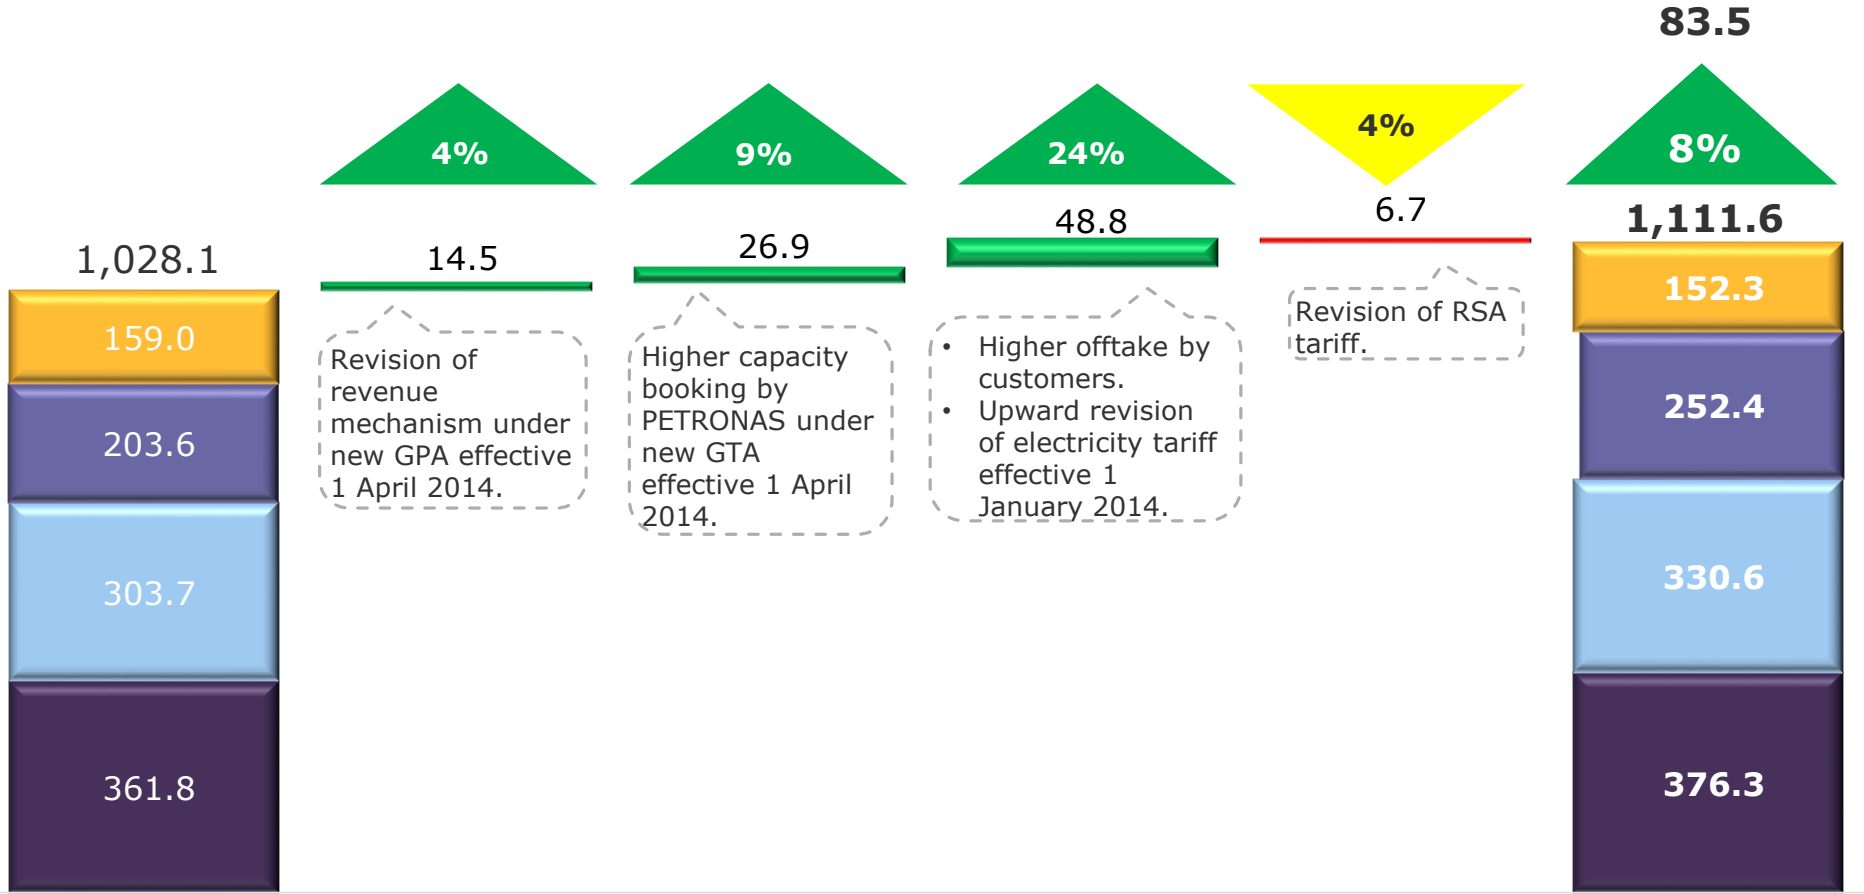 83.5
4%
9%
24%
4%
8%
1,028.1
14.5
26.9
48.8
6.7
1,111.6
159.0
203.6
303.7
361.8
Revision of
revenue
mechanism under
new GPA effective
1 April 2014.
Higher capacity
booking by
PETRONAS under
new GTA
effective 1 April
2014.
• Higher offtake by
customers.
• Upward revision
of electricity tariff
effective 1
January 2014.
Revision of RSA
tariff.
152.3
252.4
330.6
376.3